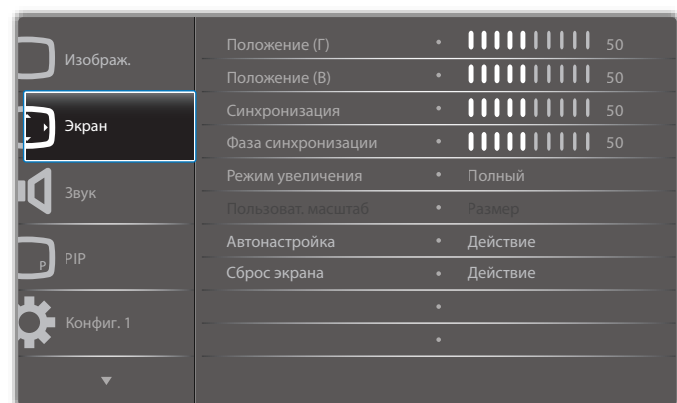 Изображ.
Экран
Звук
P
PIP
Конфиг. 1
Положение (Г) • 50
Положение (В) • 50
Синхронизация • 50
Фаза синхронизации • 50
Режим увеличения • Полный
Пользоват. масштаб • Размер
Автонастройка • Действие
Сброс экрана • Действие